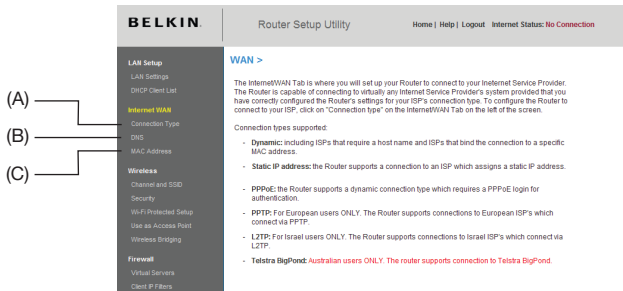 BELKIN.
Router Setup Utility
Home | Help | Logout Internet Status: No Connection
LAN Setup
LAN Settings
DHCP Client List
Internet WAN
Connection Type
DNS
MAC Address
Wireless
Channel and SSID
Security
Wi-Fi Protected Setup
Use as Access Point
Wireless Bridging
Firewall
Virtual Servers
Client IP Filters
(A)
(B)
(C)
WAN >
The Internet/WAN Tab is where you will set up your Router to connect to your Ineternet Service Provider.
The Router is capable of connecting to virtually any Internet Service Provider's system provided that you
have correctly configured the Router's settings for your ISP's connection type. To configure the Router to
connect to your ISP, click on "Connection type" on the Internet/WAN Tab on the left of the screen.
Connection types supported:
- Dynamic: including ISPs that require a host name and ISPs that bind the connection to a specific
MAC address.
- Static IP address: the Router supports a connection to an ISP which assigns a static IP address.
- PPPoE: the Router supports a dynamic connection type which requires a PPPoE login for
authentication.
- PPTP: For European users ONLY. The Router supports connections to European ISP's which
connect via PPTP.
- L2TP: For Israel users ONLY. The Router supports connections to Israel ISP's which connect via
L2TP.
- Telstra BigPond: Australian users ONLY. The router supports connection to Telstra BigPond.